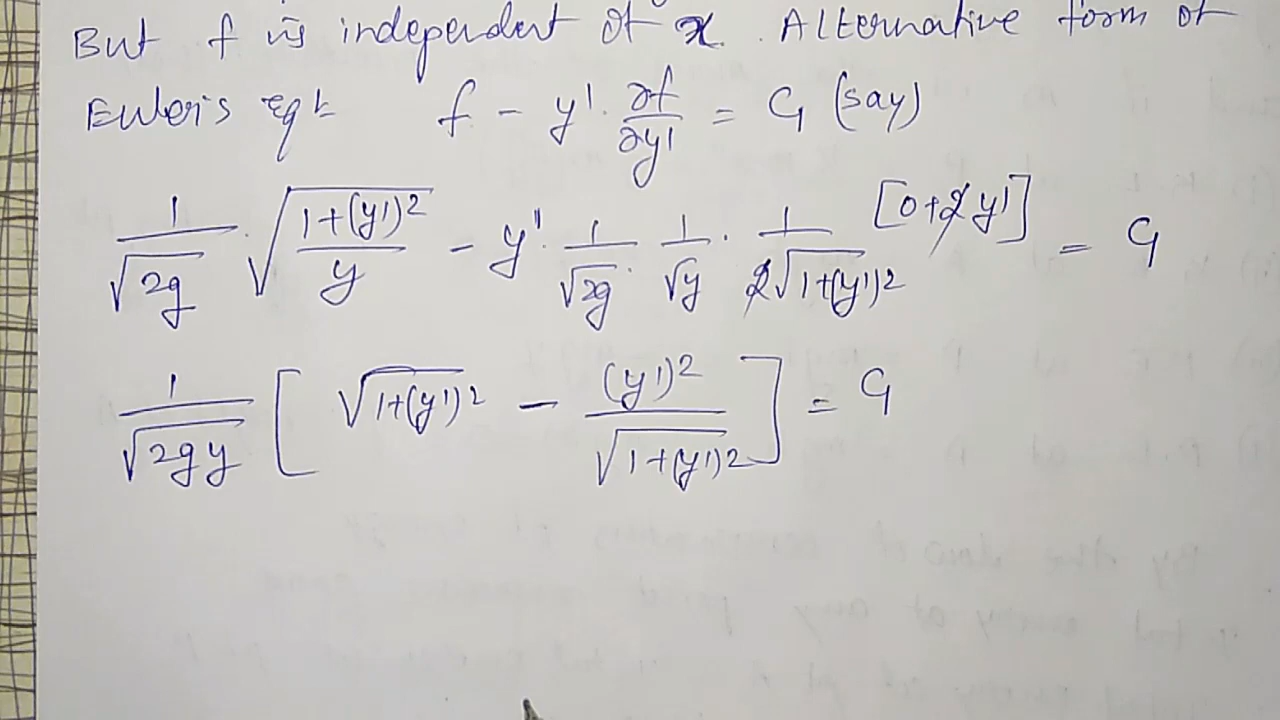 But f is independent of x. Alternative form of
Euler's eqn f - y' · ∂f/∂y' = C₁ (say)
1/√2g · √((1+(y')²)/y) - y' · 1/√2g · 1/√y · 1/(2√(1+(y')²)) [0+2y'] = C₁
1/√(2gy) [ √(1+(y')²) - (y')²/√(1+(y')²) ] = C₁